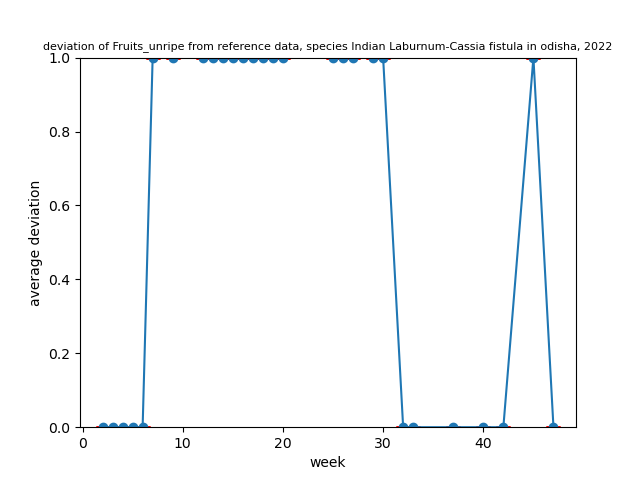 deviation of Fruits_unripe from reference data, species Indian Laburnum-Cassia fistula in odisha, 2022
1.0
0.8
0.6
0.4
0.2
0.0
average deviation
0 10 20 30 40
week